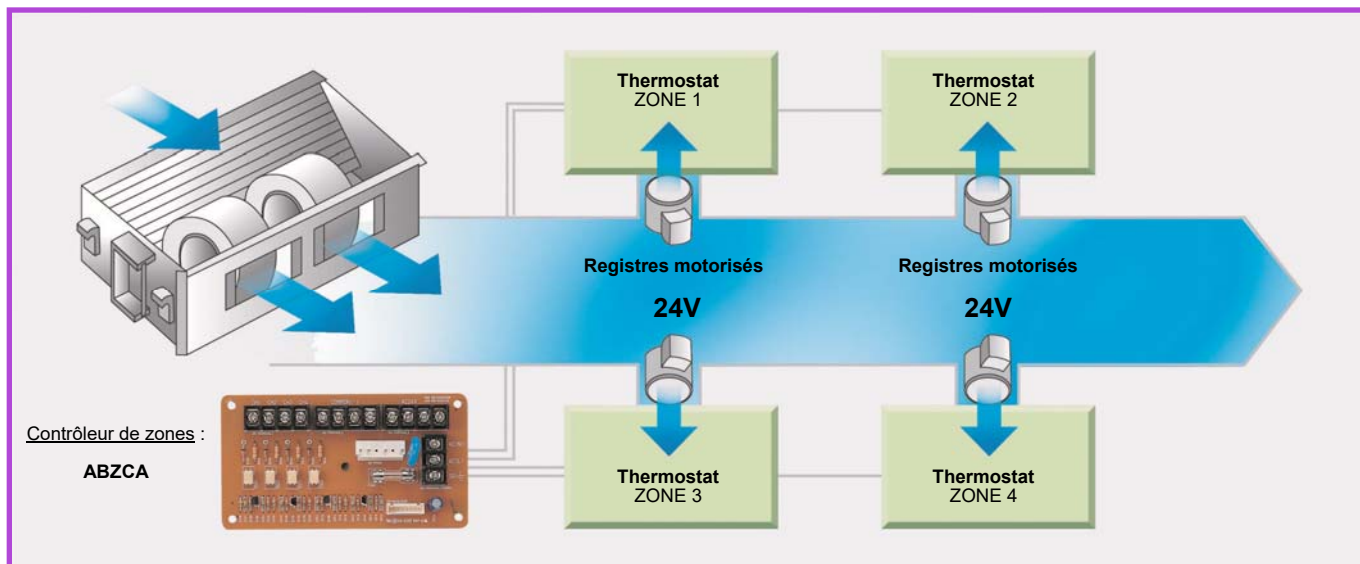 Thermostat
ZONE 1
Thermostat
ZONE 2
Registres motorisés
24V
Registres motorisés
24V
Contrôleur de zones :
ABZCA
Thermostat
ZONE 3
Thermostat
ZONE 4